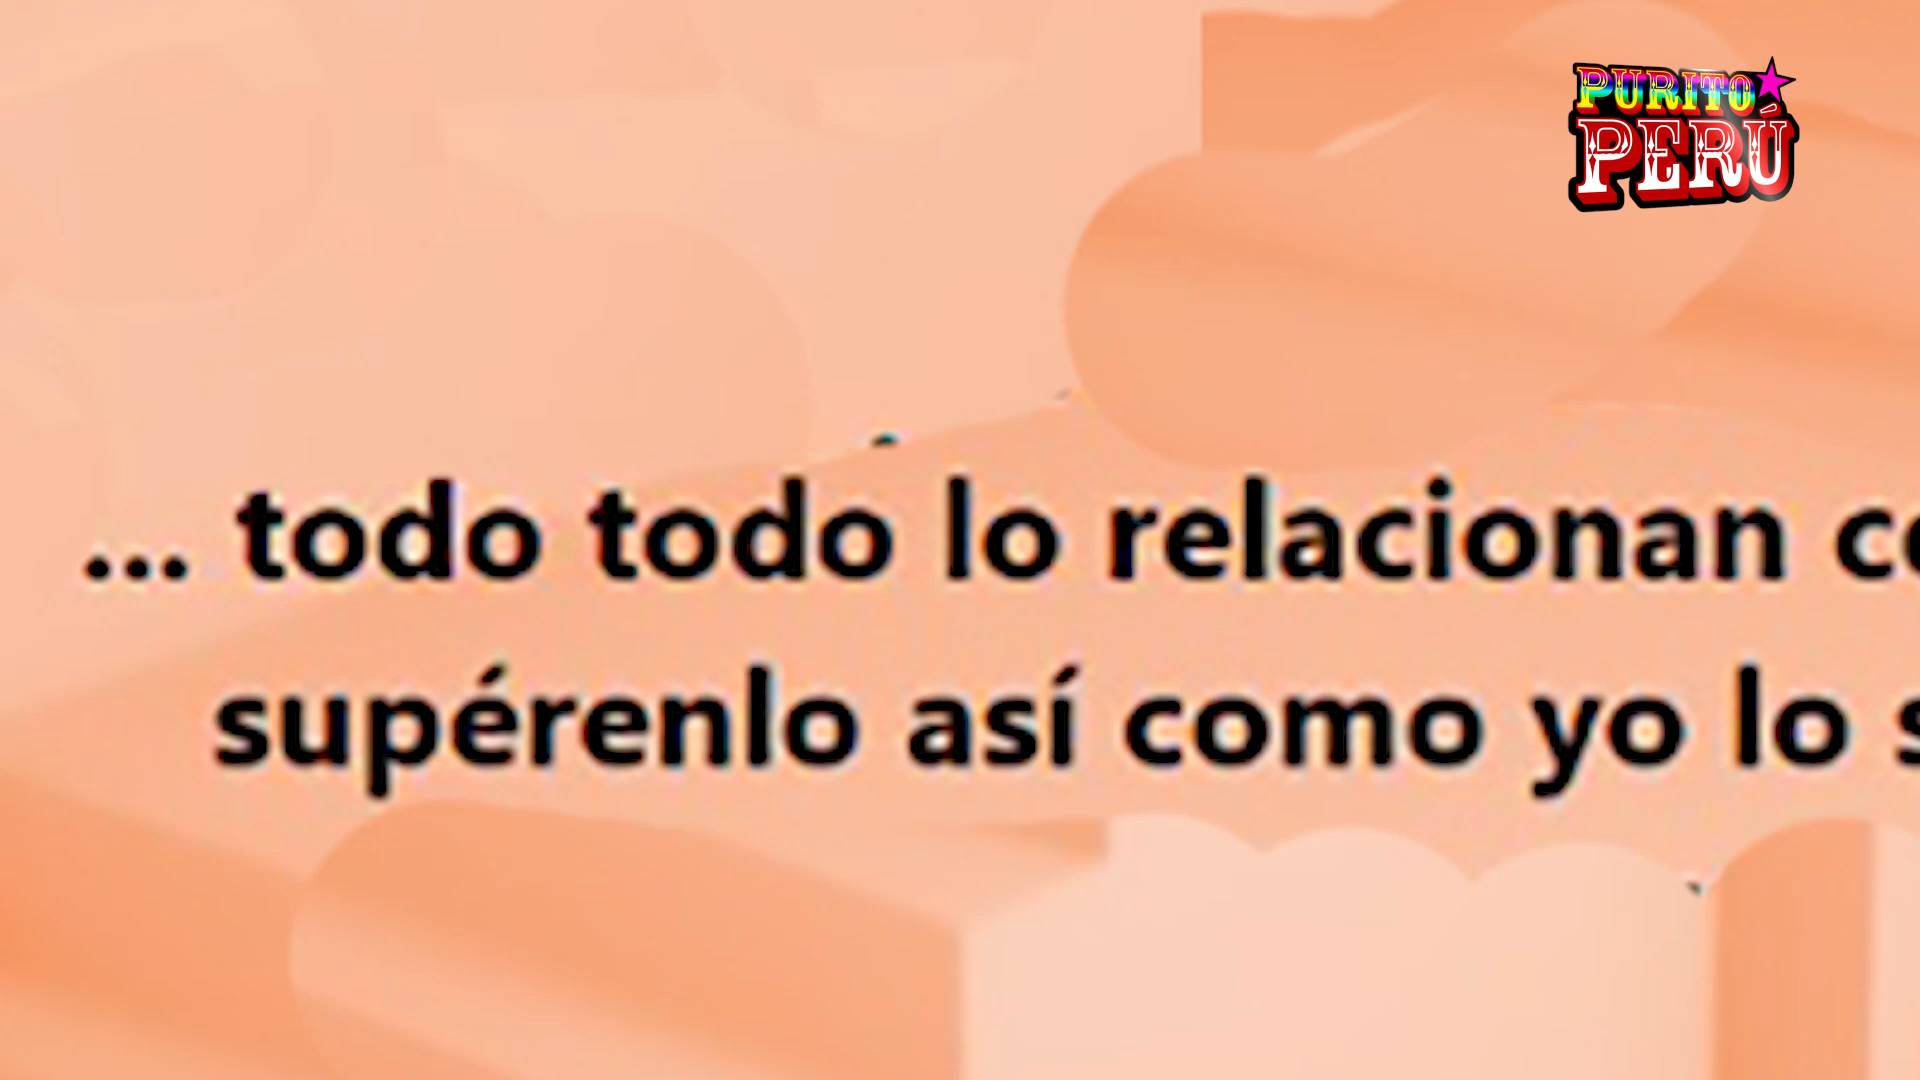 PURITO
PERÚ
... todo todo lo relacionan
supérenlo así como yo lo